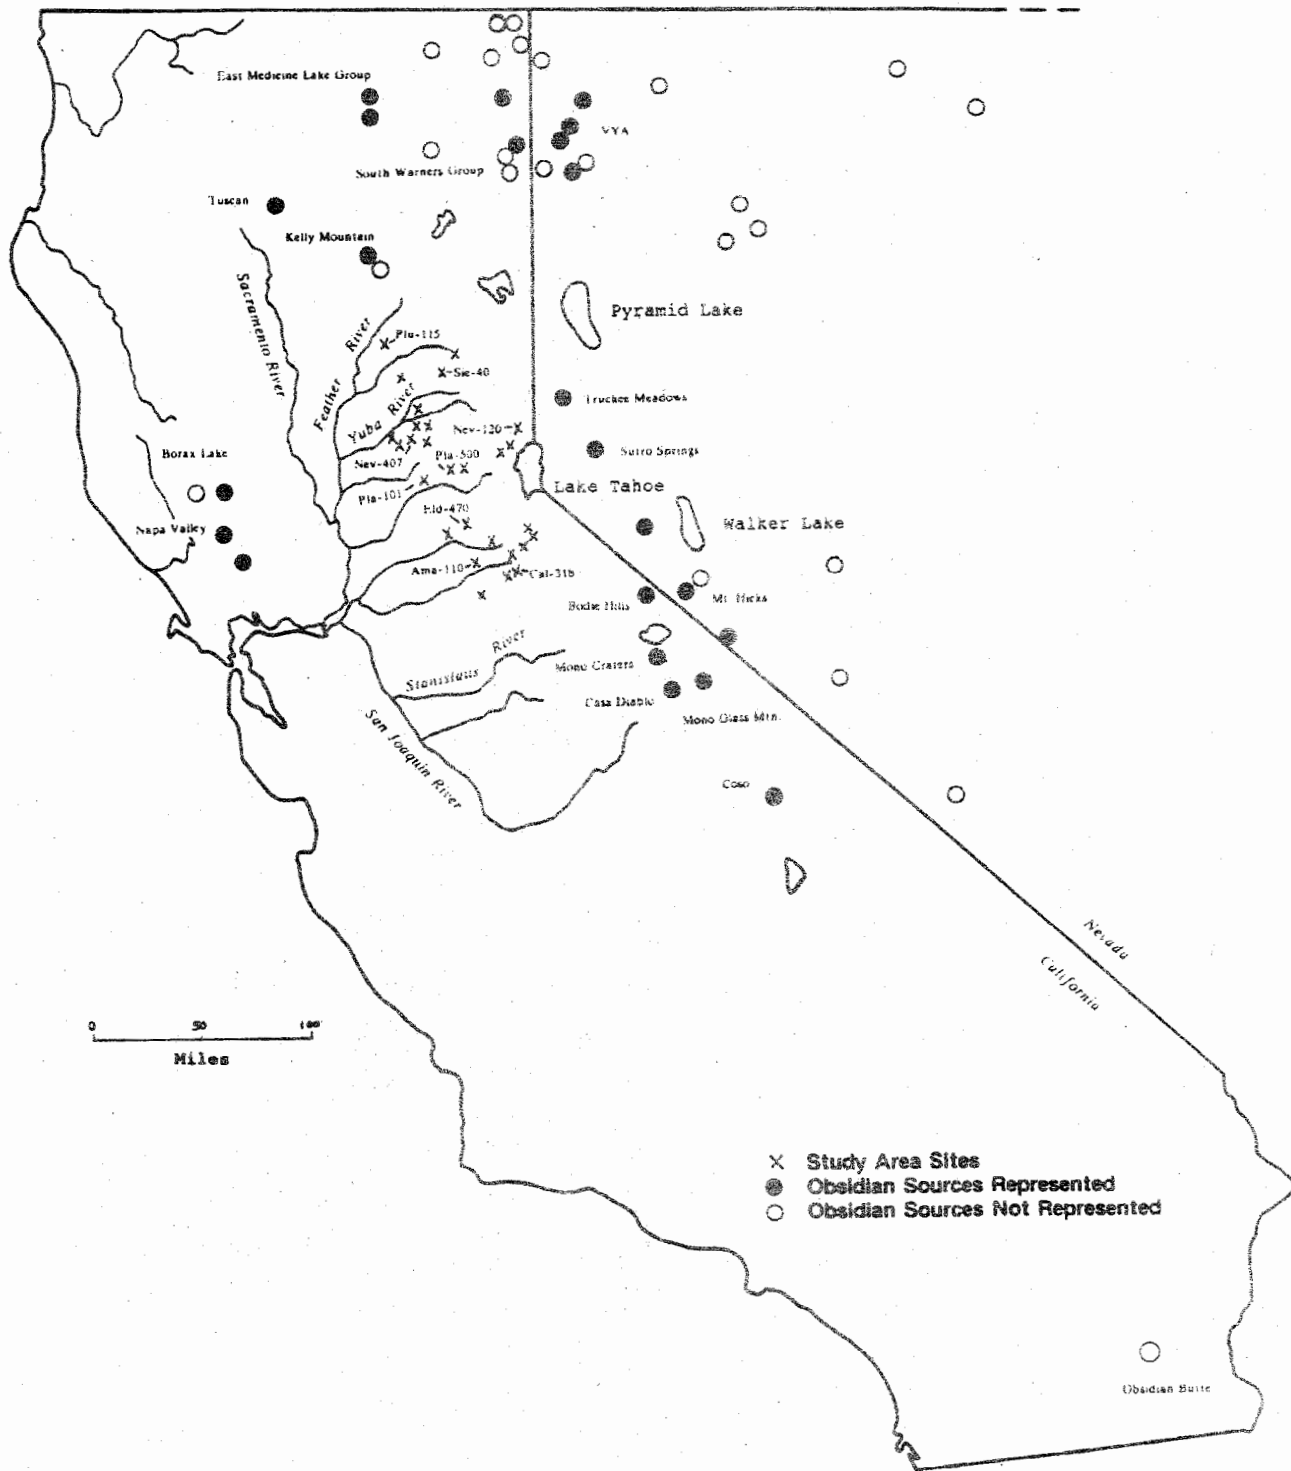 East Medicine Lake Group
VYA
South Warners Group
Tuscan
Kelly Mountain
Sacramento River
Pyramid Lake
Feather River
Plu-115
Sie-40
Truckee Meadows
Yuba River
Nev-120
Sutro Springs
Borax Lake
Nev-407
Pla-500
Lake Tahoe
Pla-101
Eld-470
Walker Lake
Napa Valley
Ama-110
Cal-31b
Bodie Hills
Mt. Hicks
Stanislaus River
Mono Craters
Casa Diablo
Mono Glass Mtn.
San Joaquin River
Coso
Nevada
California
0 50 100
Miles
X Study Area Sites
Obsidian Sources Represented
Obsidian Sources Not Represented
Obsidian Butte